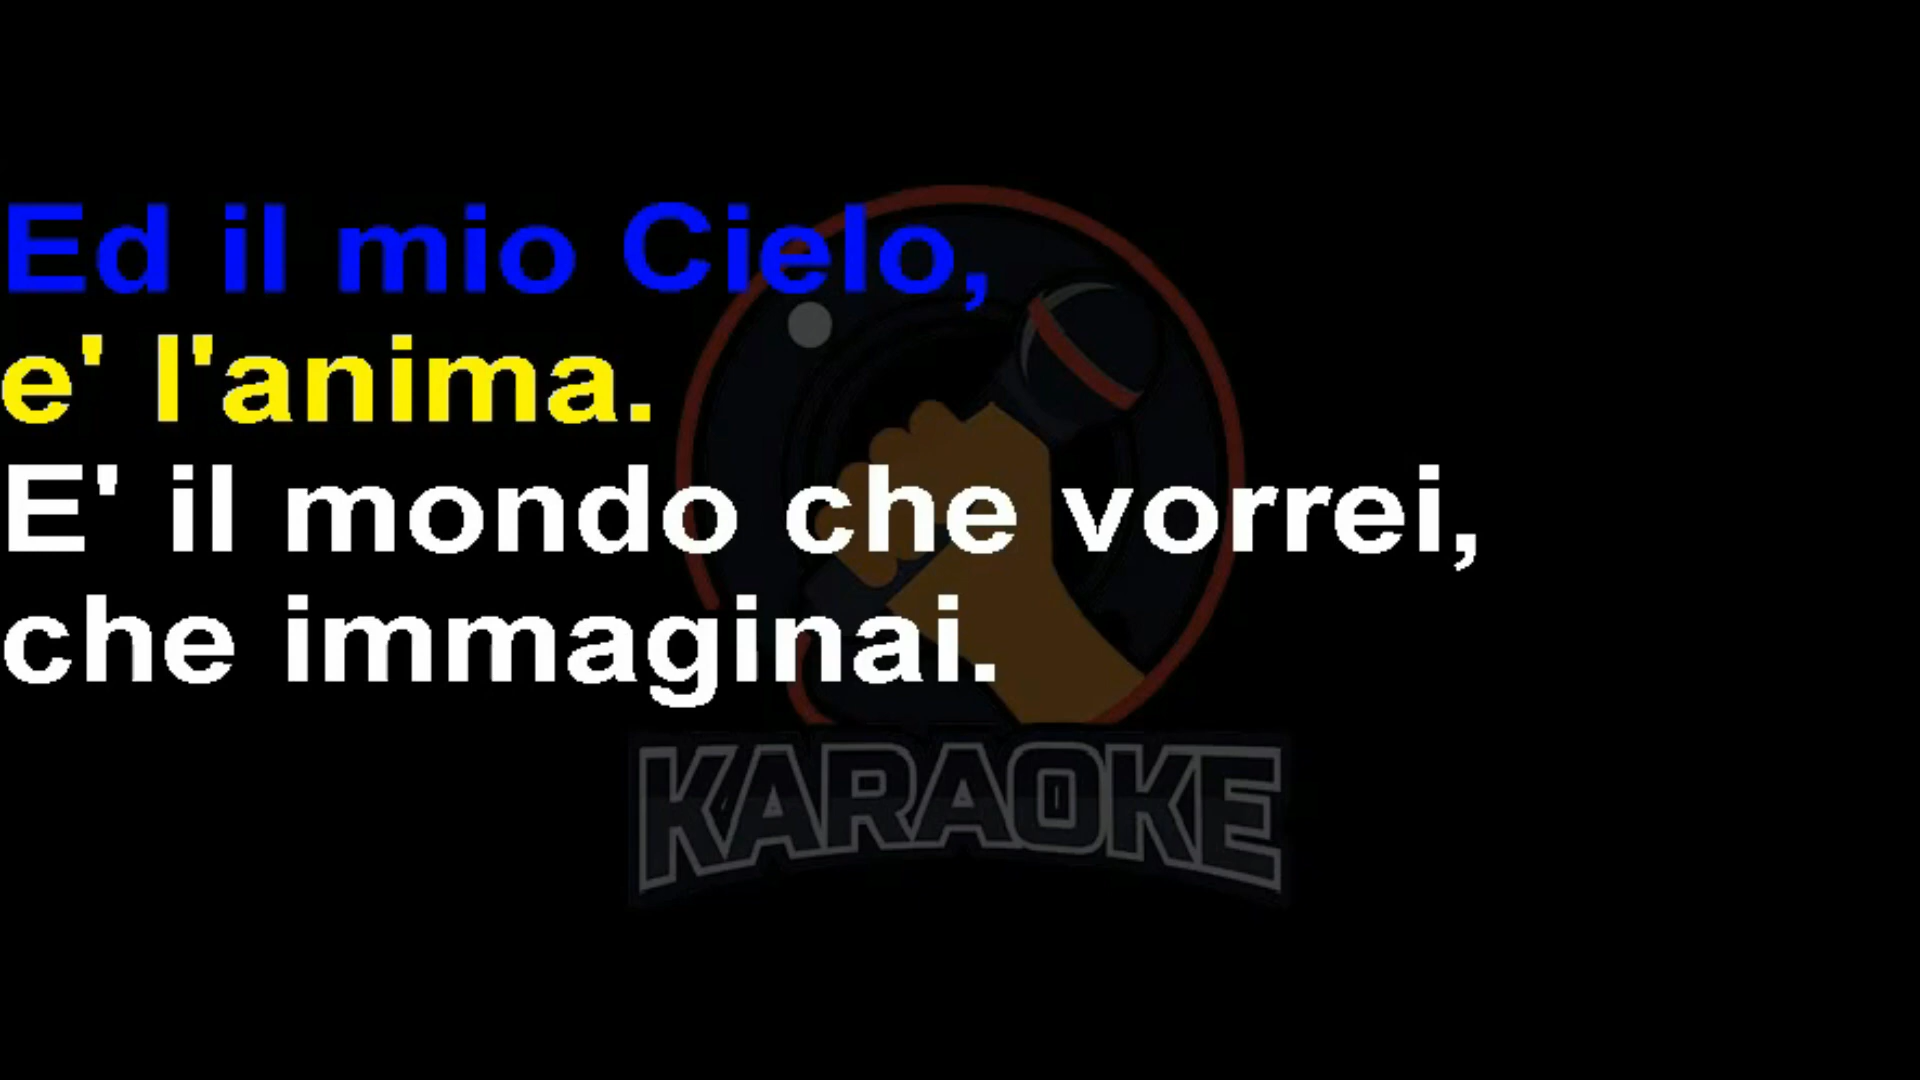 Ed il mio Cielo,
e' l'anima.
E' il mondo che vorrei,
che immaginai.
KARAOKE